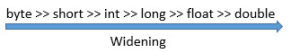 byte >> short >> int >> long >> float >> double
Widening